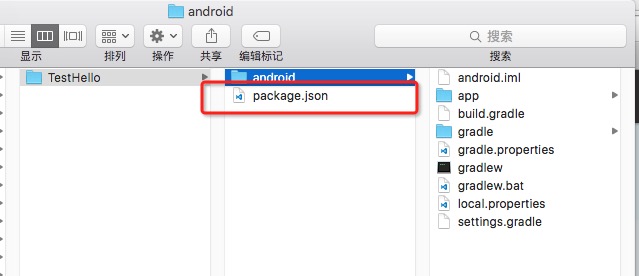 android
显示
排列
操作
共享
编辑标记
搜索
搜索
TestHello
android
package.json
android.iml
app
build.gradle
gradle
gradle.properties
gradlew
gradlew.bat
local.properties
settings.gradle